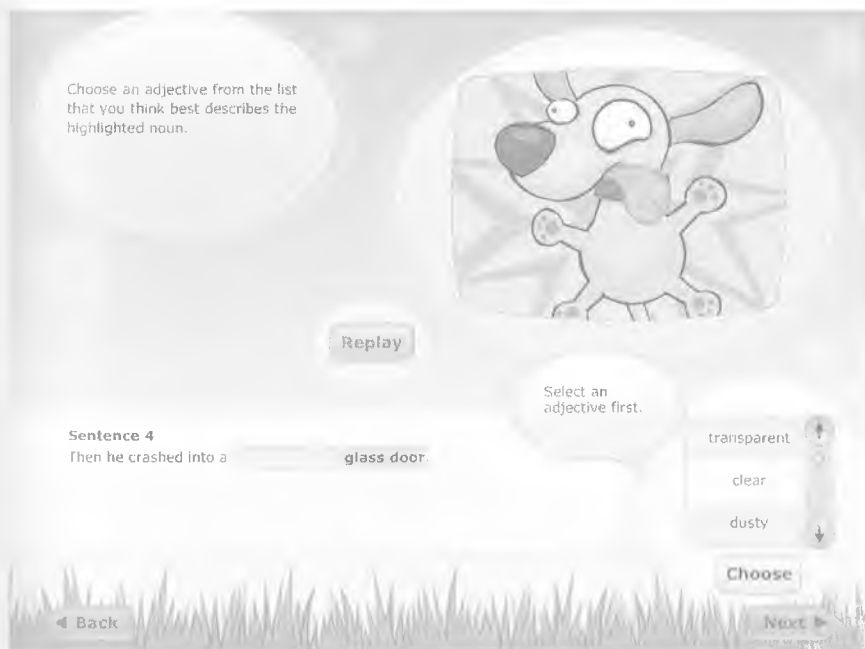 Choose an adjective from the list
that you think best describes the
highlighted noun.
Replay
Select an
adjective first.
Sentence 4
Then he crashed into a glass door.
transparent
clear
dusty
Choose
Back
Next